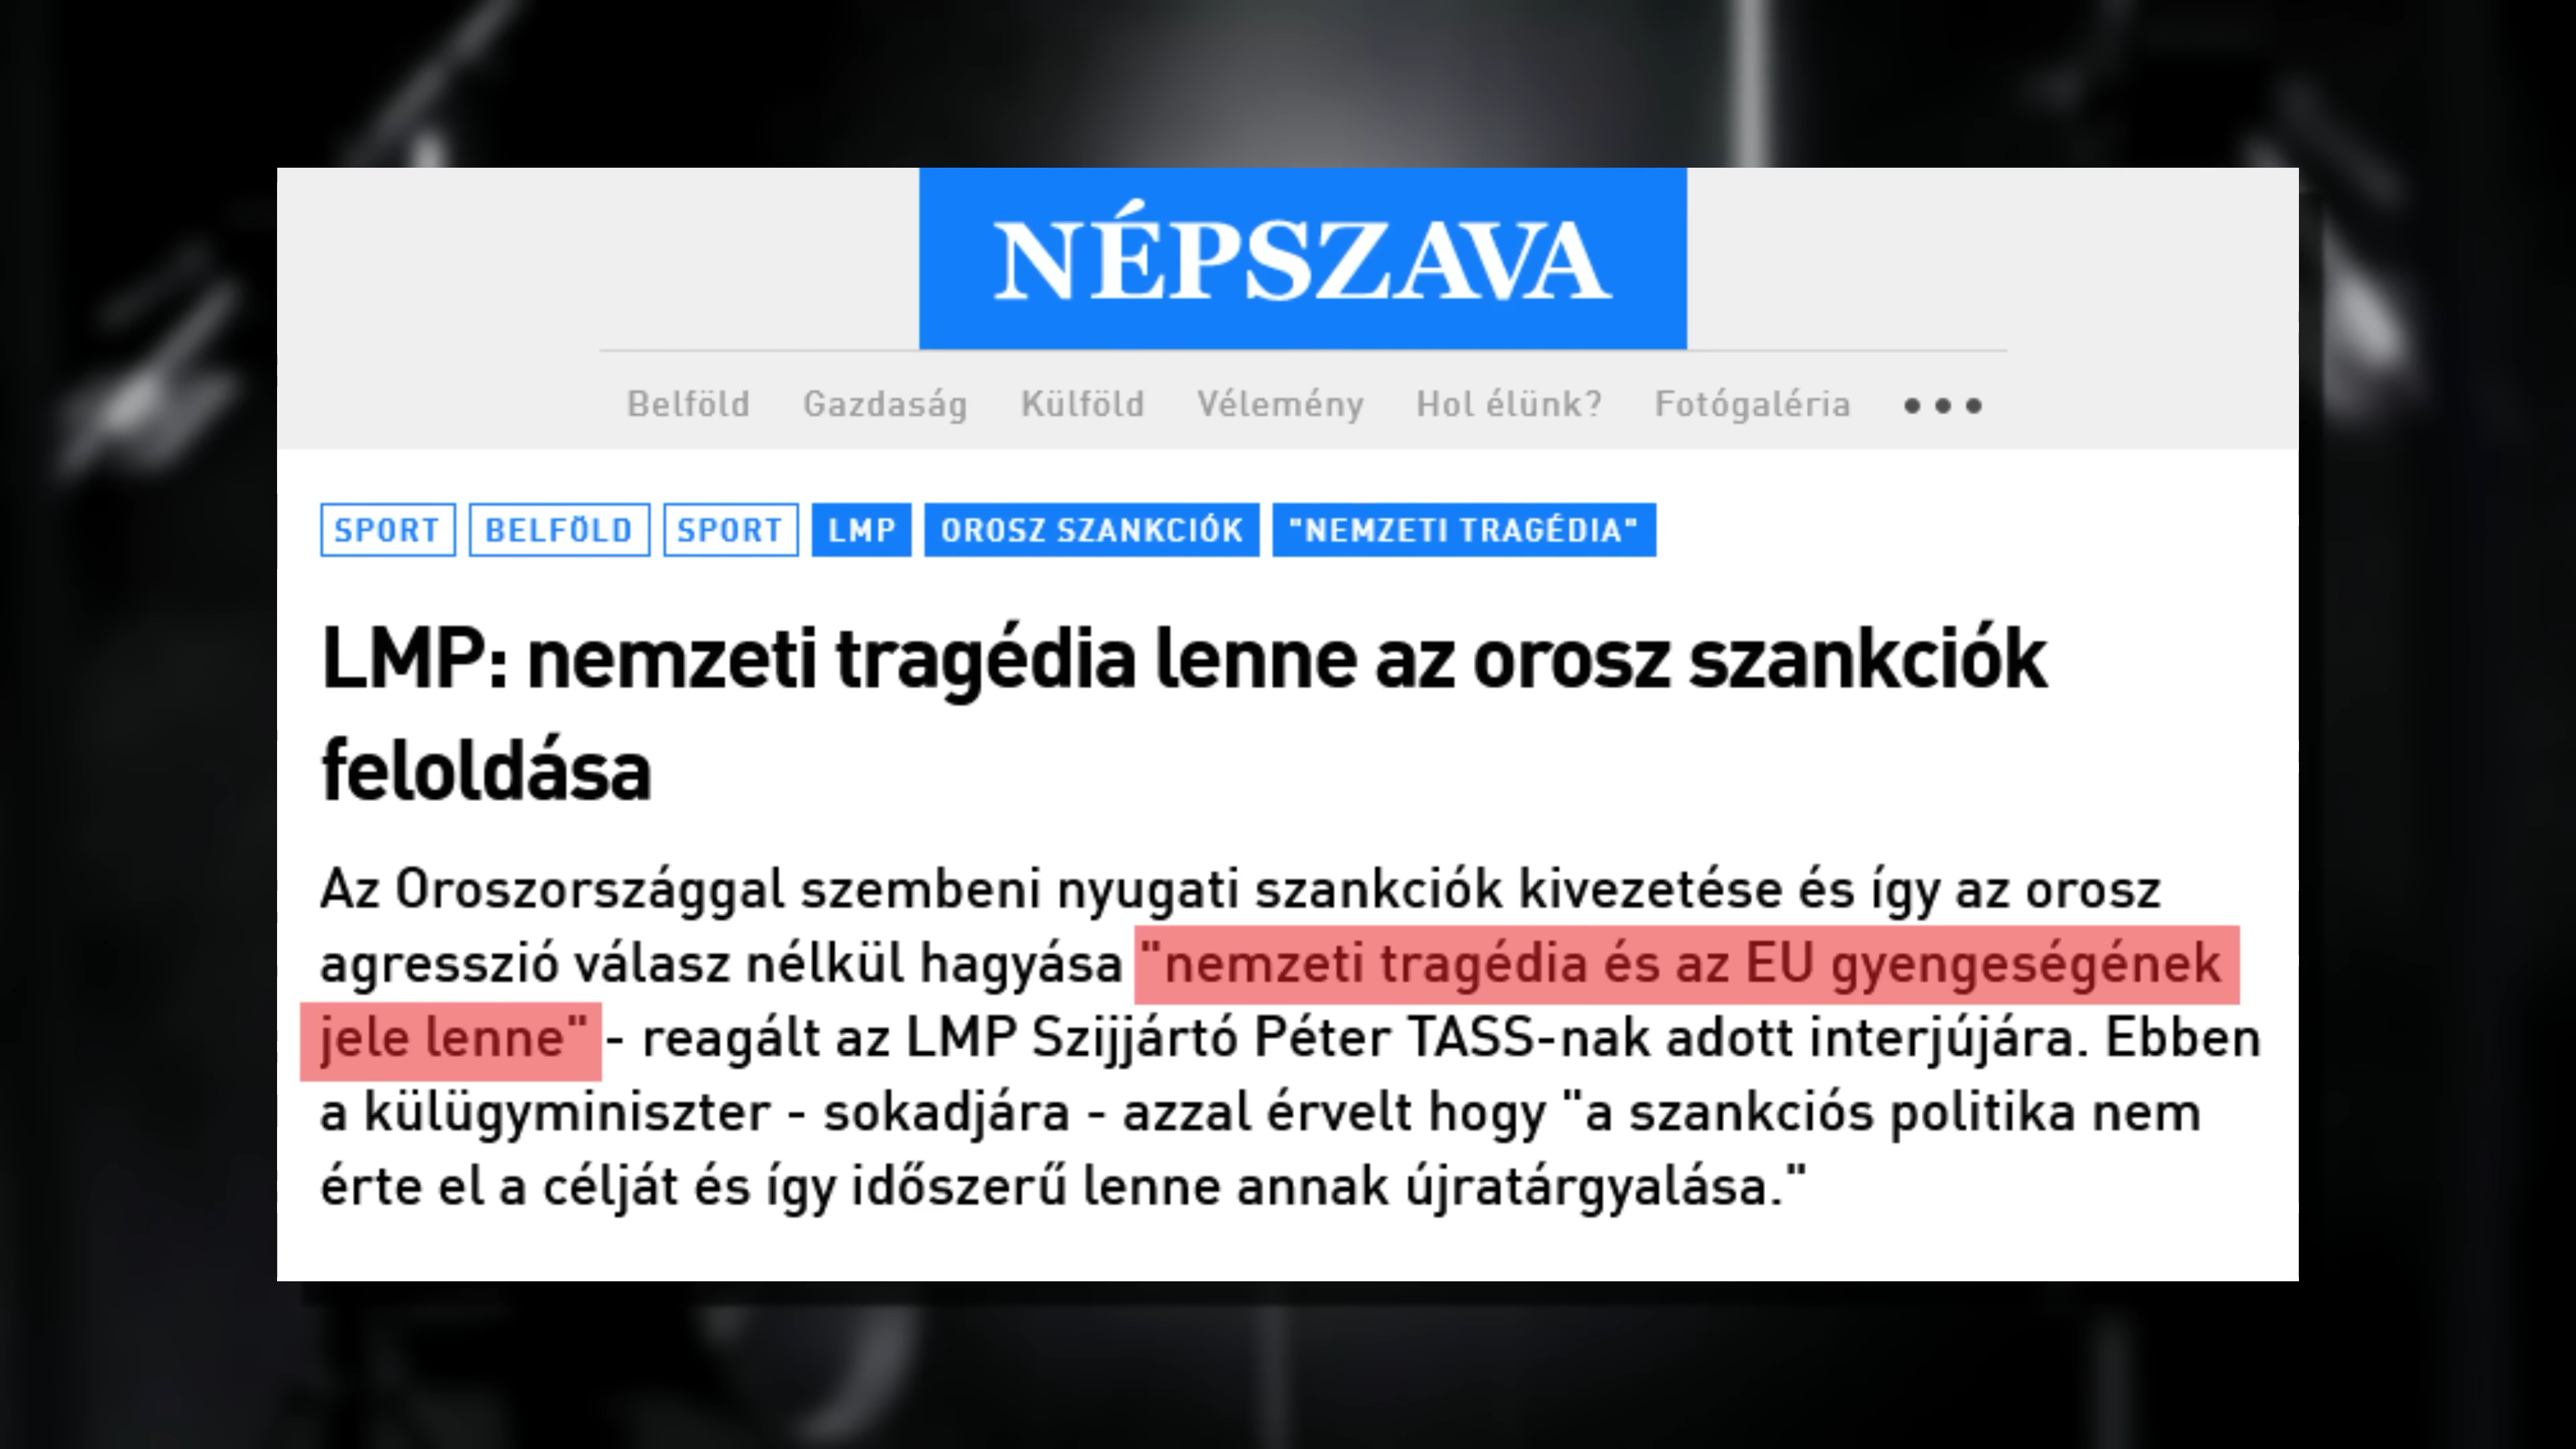 NÉPSZAVA
Belföld Gazdaság Külföld Vélemény Hol élünk? Fotógaléria •••
SPORT BELFÖLD SPORT LMP OROSZ SZANKCIÓK "NEMZETI TRAGÉDIA"
LMP: nemzeti tragédia lenne az orosz szankciók
feloldása
Az Oroszországgal szembeni nyugati szankciók kivezetése és így az orosz
agresszió válasz nélkül hagyása "nemzeti tragédia és az EU gyengeségének
jele lenne" - reagált az LMP Szijjártó Péter TASS-nak adott interjújára. Ebben
a külügyminiszter - sokadjára - azzal érvelt hogy "a szankciós politika nem
érte el a célját és így időszerű lenne annak újratárgyalása."